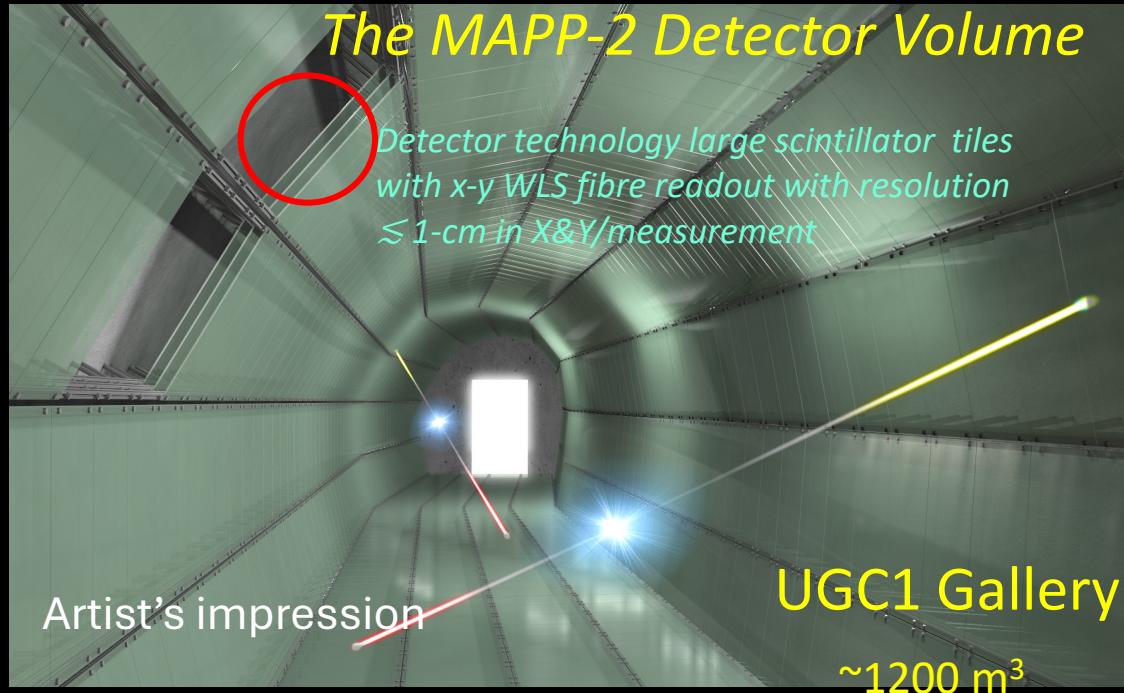 The MAPP-2 Detector Volume
Detector technology large scintillator tiles
with x-y WLS fibre readout with resolution
≲ 1-cm in X&Y/measurement
Artist's impression
UGC1 Gallery
~1200 m³